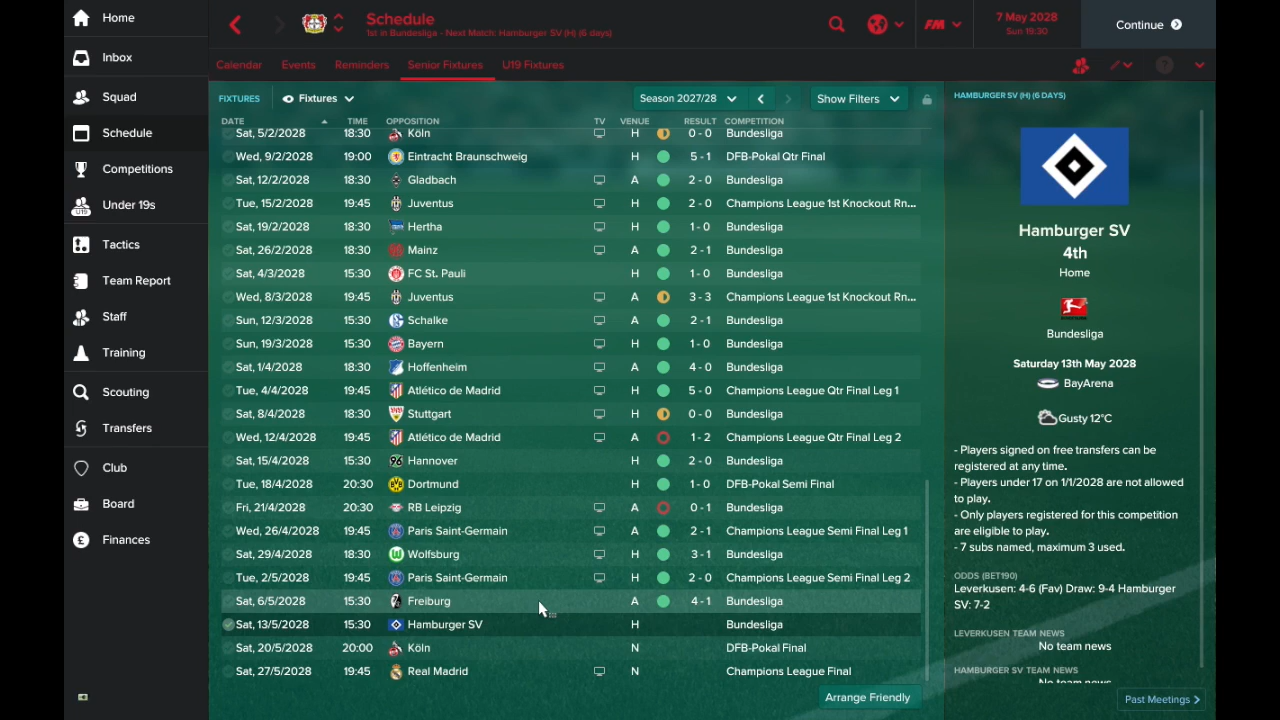 Home
Inbox
Squad
Schedule
Competitions
Under 19s
Tactics
Team Report
Staff
Training
Scouting
Transfers
Club
Board
Finances
Schedule
1st in Bundesliga - Next Match: Hamburger SV (H) (6 days)
FM
7 May 2028
Sun 19:30
Continue
Calendar Events Reminders Senior Fixtures U19 Fixtures
FIXTURES Fixtures Season 2027/28 Show Filters
DATE TIME OPPOSITION TV VENUE RESULT COMPETITION
Sat, 5/2/2028 18:30 Köln H 0 - 0 Bundesliga
Wed, 9/2/2028 19:00 Eintracht Braunschweig H 5 - 1 DFB-Pokal Qtr Final
Sat, 12/2/2028 18:30 Gladbach A 2 - 0 Bundesliga
Tue, 15/2/2028 19:45 Juventus H 2 - 0 Champions League 1st Knockout Rn...
Sat, 19/2/2028 18:30 Hertha H 1 - 0 Bundesliga
Sat, 26/2/2028 18:30 Mainz A 2 - 1 Bundesliga
Sat, 4/3/2028 15:30 FC St. Pauli H 1 - 0 Bundesliga
Wed, 8/3/2028 19:45 Juventus A 3 - 3 Champions League 1st Knockout Rn...
Sun, 12/3/2028 15:30 Schalke A 2 - 1 Bundesliga
Sun, 19/3/2028 15:30 Bayern H 1 - 0 Bundesliga
Sat, 1/4/2028 18:30 Hoffenheim A 4 - 0 Bundesliga
Tue, 4/4/2028 19:45 Atlético de Madrid H 5 - 0 Champions League Qtr Final Leg 1
Sat, 8/4/2028 18:30 Stuttgart H 0 - 0 Bundesliga
Wed, 12/4/2028 19:45 Atlético de Madrid A 1 - 2 Champions League Qtr Final Leg 2
Sat, 15/4/2028 15:30 Hannover H 2 - 0 Bundesliga
Tue, 18/4/2028 20:30 Dortmund H 1 - 0 DFB-Pokal Semi Final
Fri, 21/4/2028 20:30 RB Leipzig A 0 - 1 Bundesliga
Wed, 26/4/2028 19:45 Paris Saint-Germain A 2 - 1 Champions League Semi Final Leg 1
Sat, 29/4/2028 18:30 Wolfsburg H 3 - 1 Bundesliga
Tue, 2/5/2028 19:45 Paris Saint-Germain H 2 - 0 Champions League Semi Final Leg 2
Sat, 6/5/2028 15:30 Freiburg A 4 - 1 Bundesliga
Sat, 13/5/2028 15:30 Hamburger SV H Bundesliga
Sat, 20/5/2028 20:00 Köln N DFB-Pokal Final
Sat, 27/5/2028 19:45 Real Madrid N Champions League Final
Arrange Friendly
HAMBURGER SV (H) (6 DAYS)
Hamburger SV
4th
Home
Bundesliga
Saturday 13th May 2028
BayArena
Gusty 12°C
- Players signed on free transfers can be
registered at any time.
- Players under 17 on 1/1/2028 are not allowed
to play.
- Only players registered for this competition
are eligible to play.
- 7 subs named, maximum 3 used.
ODDS (BET190)
Leverkusen: 4-6 (Fav) Draw: 9-4 Hamburger
SV: 7-2
LEVERKUSEN TEAM NEWS
No team news
HAMBURGER SV TEAM NEWS
No team news
Past Meetings